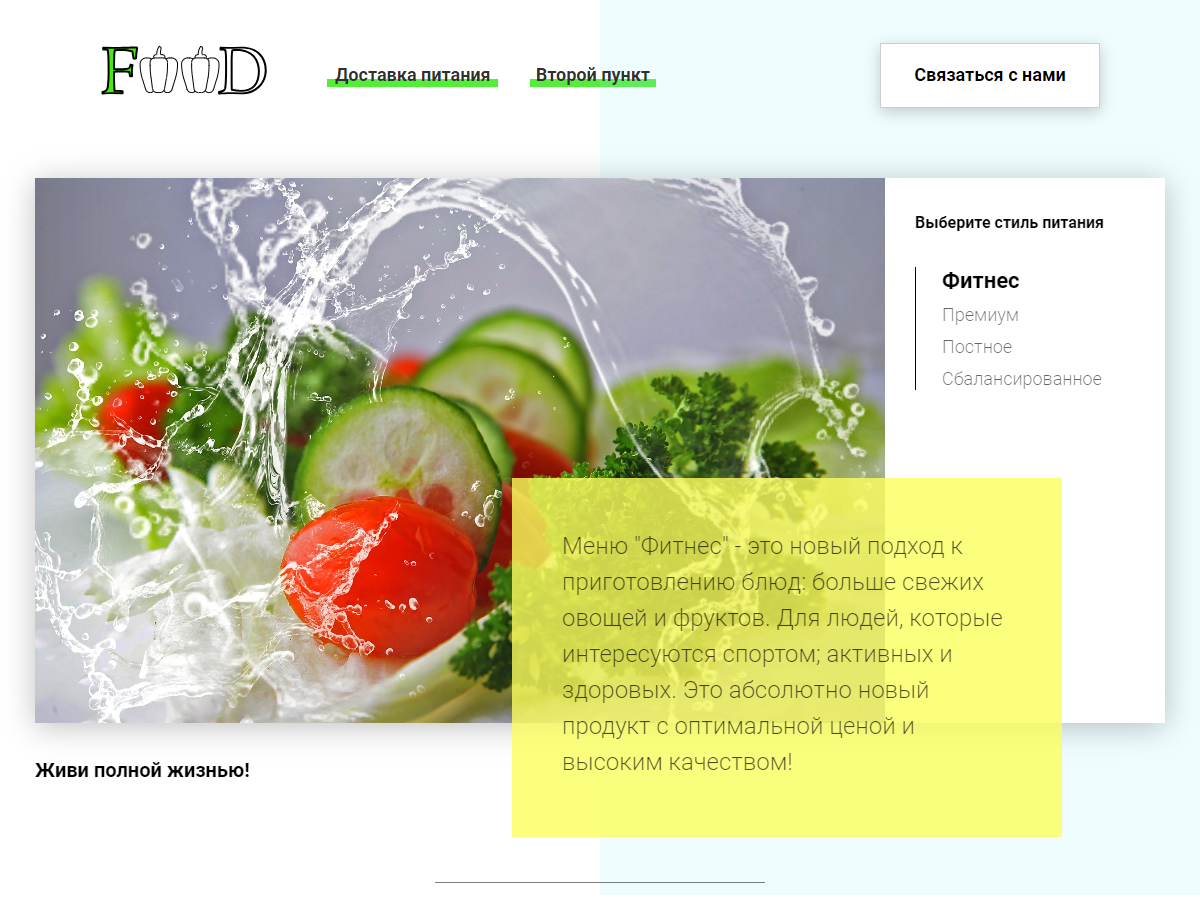 FOOD
Доставка питания
Второй пункт
Связаться с нами
Выберите стиль питания
Фитнес
Премиум
Постное
Сбалансированное
Меню "Фитнес" - это новый подход к
приготовлению блюд: больше свежих
овощей и фруктов. Для людей, которые
интересуются спортом; активных и
здоровых. Это абсолютно новый
продукт с оптимальной ценой и
высоким качеством!
Живи полной жизнью!